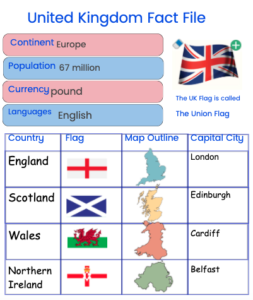 United Kingdom Fact File
Continent Europe
Population 67 million
Currency pound
Languages English
The UK Flag is called
The Union Flag
Country Flag Map Outline Capital City
England London
Scotland Edinburgh
Wales Cardiff
Northern
Ireland Belfast